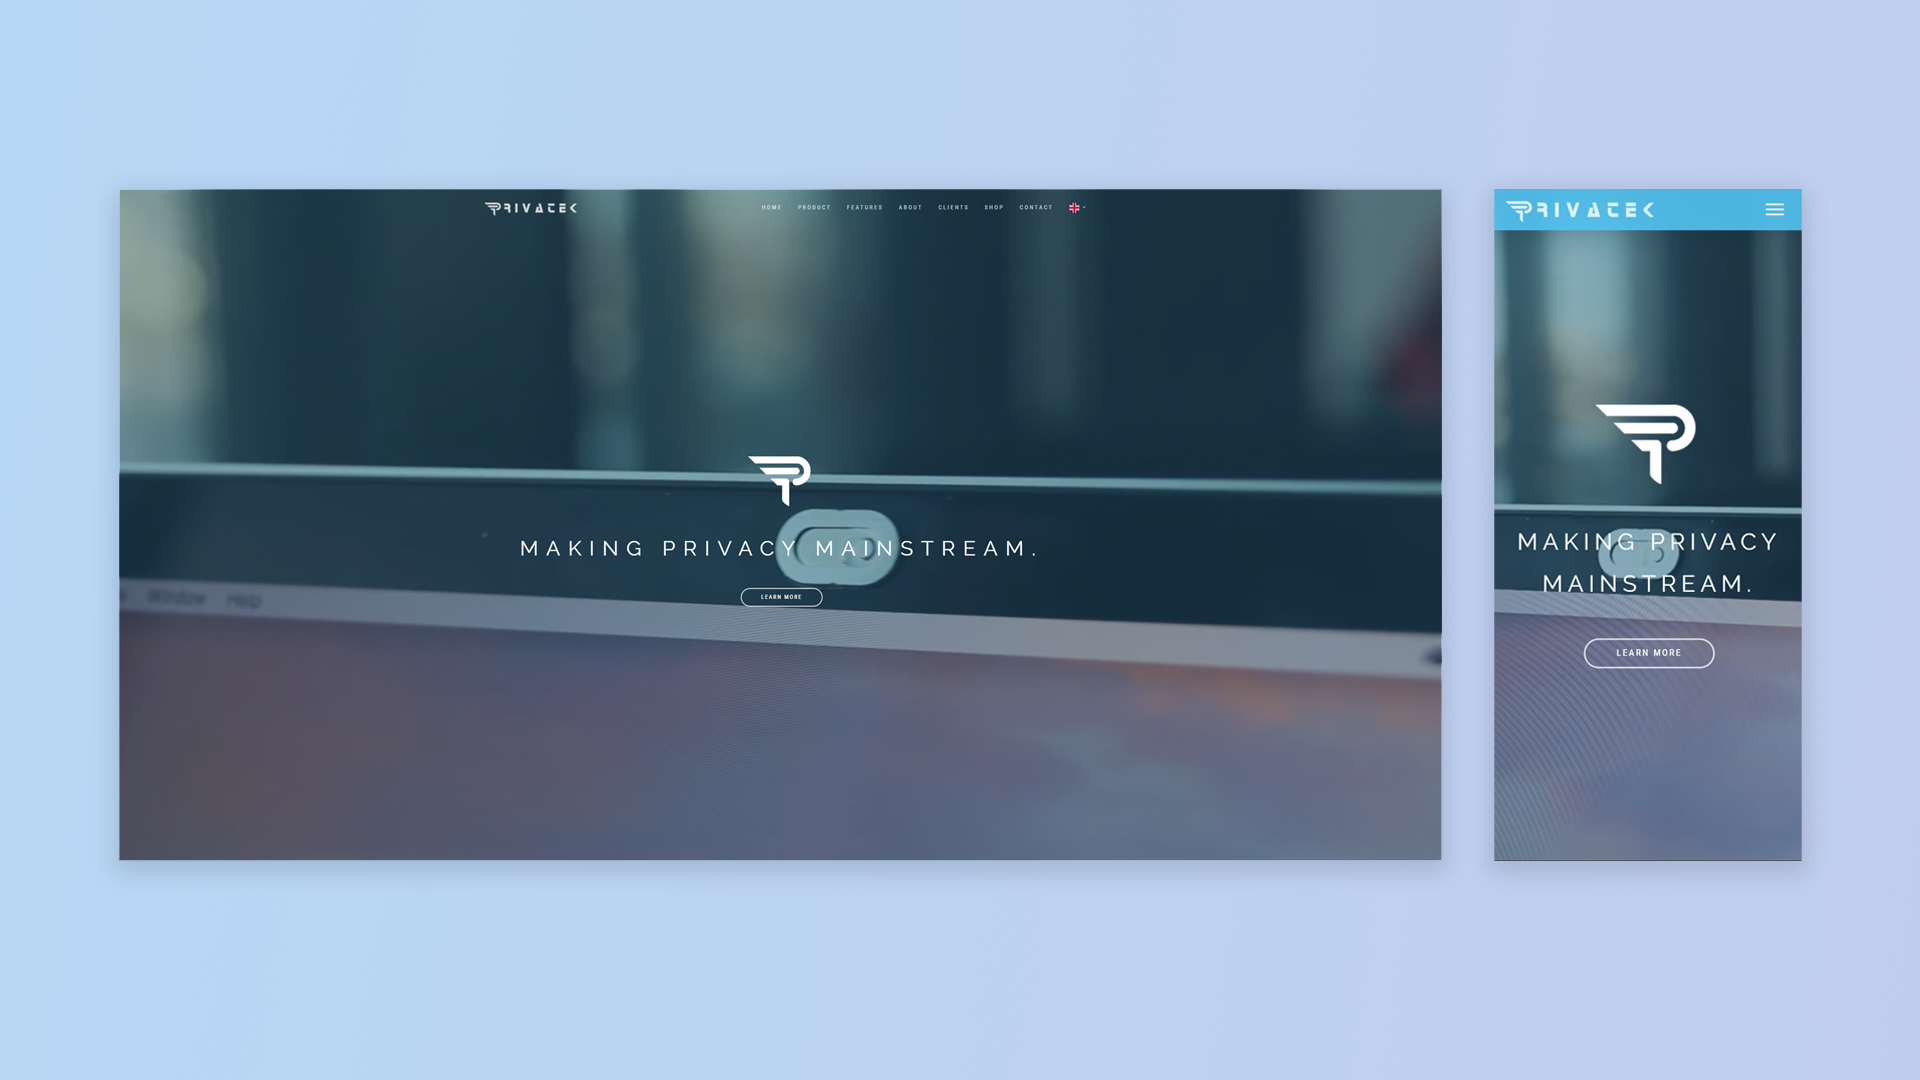 PRIVATEK
HOME PRODUCT FEATURES ABOUT CLIENTS SHOP CONTACT
MAKING PRIVACY MAINSTREAM.
LEARN MORE
Window Help
PRIVATEK
MAKING PRIVACY
MAINSTREAM.
LEARN MORE